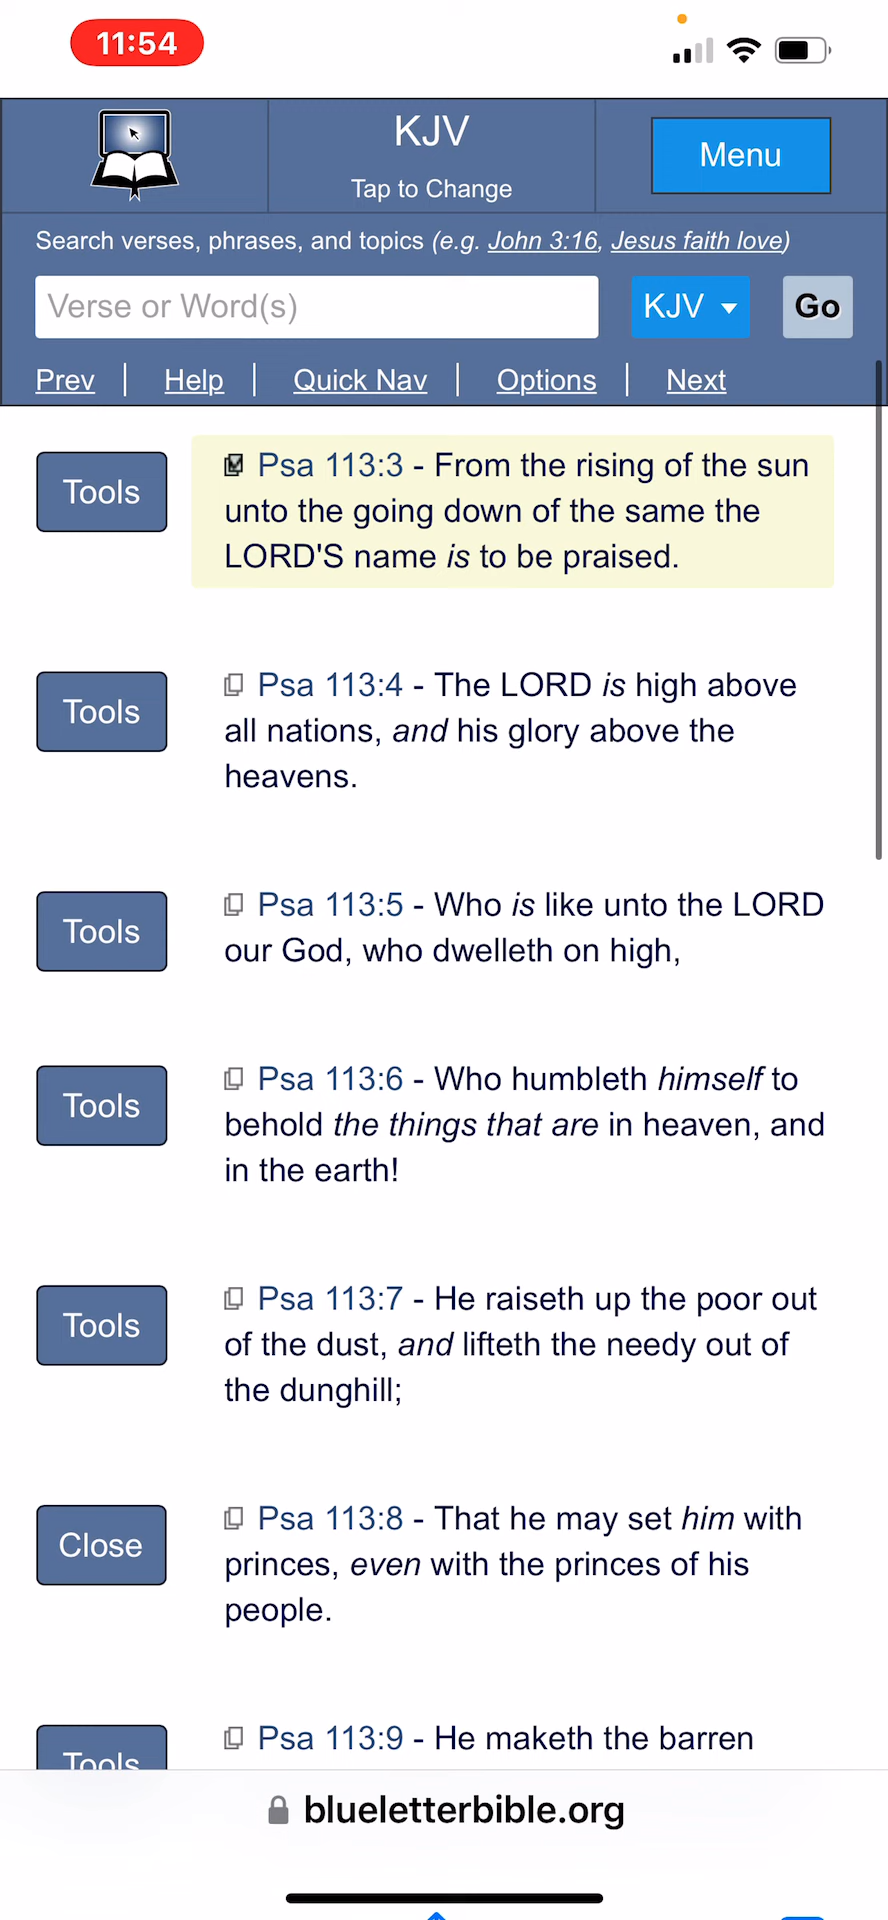 11:54
KJV
Tap to Change
Menu
Search verses, phrases, and topics (e.g. John 3:16, Jesus faith love)
Verse or Word(s)
KJV
Go
Prev | Help | Quick Nav | Options | Next
Tools
Psa 113:3 - From the rising of the sun
unto the going down of the same the
LORD'S name is to be praised.
Tools
Psa 113:4 - The LORD is high above
all nations, and his glory above the
heavens.
Tools
Psa 113:5 - Who is like unto the LORD
our God, who dwelleth on high,
Tools
Psa 113:6 - Who humbleth himself to
behold the things that are in heaven, and
in the earth!
Tools
Psa 113:7 - He raiseth up the poor out
of the dust, and lifteth the needy out of
the dunghill;
Close
Psa 113:8 - That he may set him with
princes, even with the princes of his
people.
Tools
Psa 113:9 - He maketh the barren
blueletterbible.org